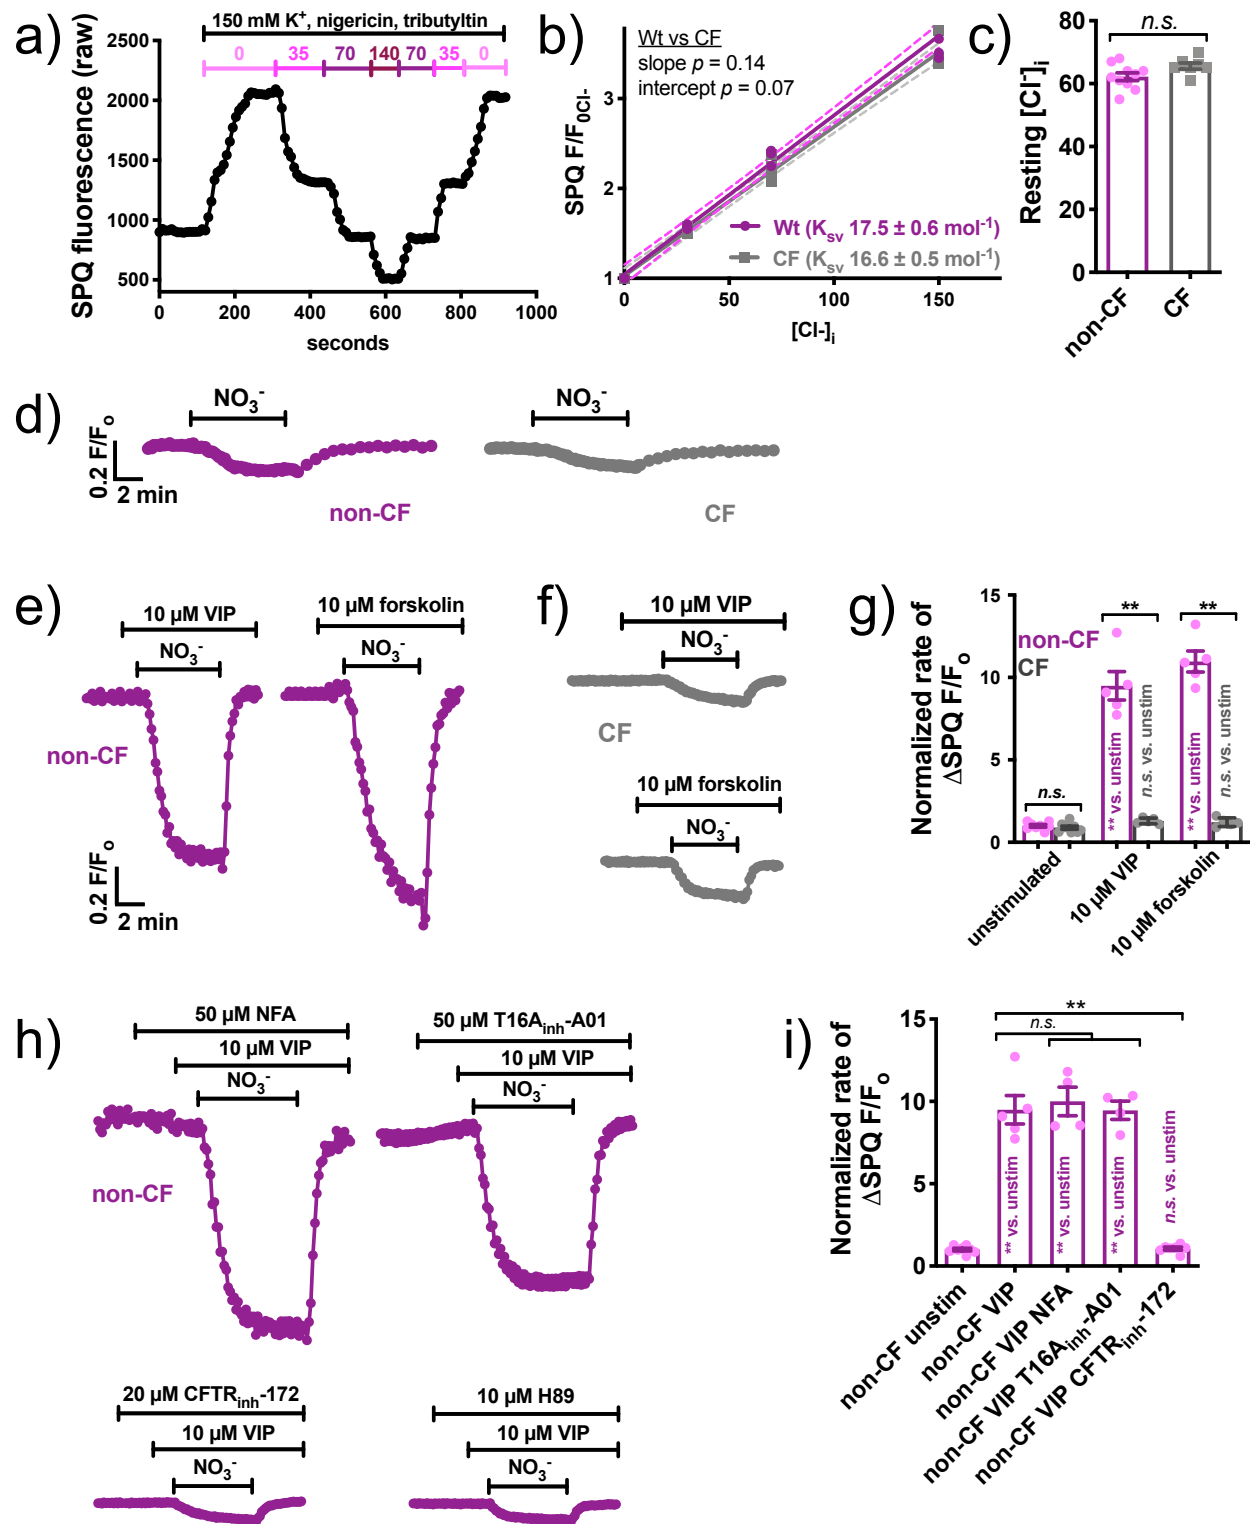 a)
150 mM K⁺, nigericin, tributyltin
0 35 70 140 70 35 0
SPQ fluorescence (raw)
2500
2000
1500
1000
500
0 200 400 600 800 1000
seconds
b)
Wt vs CF
slope p = 0.14
intercept p = 0.07
SPQ F/F0Cl-
3
2
1
Wt (Ksv 17.5 ± 0.6 mol⁻¹)
CF (Ksv 16.6 ± 0.5 mol⁻¹)
0 50 100 150
[Cl-]i
c)
n.s.
Resting [Cl⁻]i
80
60
40
20
0
non-CF
CF
d)
NO₃⁻
0.2 F/Fo
2 min
non-CF
NO₃⁻
CF
e)
10 µM VIP
NO₃⁻
10 µM forskolin
NO₃⁻
non-CF
0.2 F/Fo
2 min
f)
10 µM VIP
NO₃⁻
CF
10 µM forskolin
NO₃⁻
g)
Normalized rate of
ΔSPQ F/Fo
15
10
5
0
non-CF
CF
n.s.
**
**
** vs. unstim
n.s. vs. unstim
** vs. unstim
n.s. vs. unstim
unstimulated
10 µM VIP
10 µM forskolin
h)
50 µM NFA
10 µM VIP
NO₃⁻
50 µM T16Ainh-A01
10 µM VIP
NO₃⁻
non-CF
20 µM CFTRinh-172
10 µM VIP
NO₃⁻
10 µM H89
10 µM VIP
NO₃⁻
i)
Normalized rate of
ΔSPQ F/Fo
15
10
5
0
**
n.s.
** vs. unstim
** vs. unstim
** vs. unstim
n.s. vs. unstim
non-CF unstim
non-CF VIP
non-CF VIP NFA
non-CF VIP T16Ainh-A01
non-CF VIP CFTRinh-172